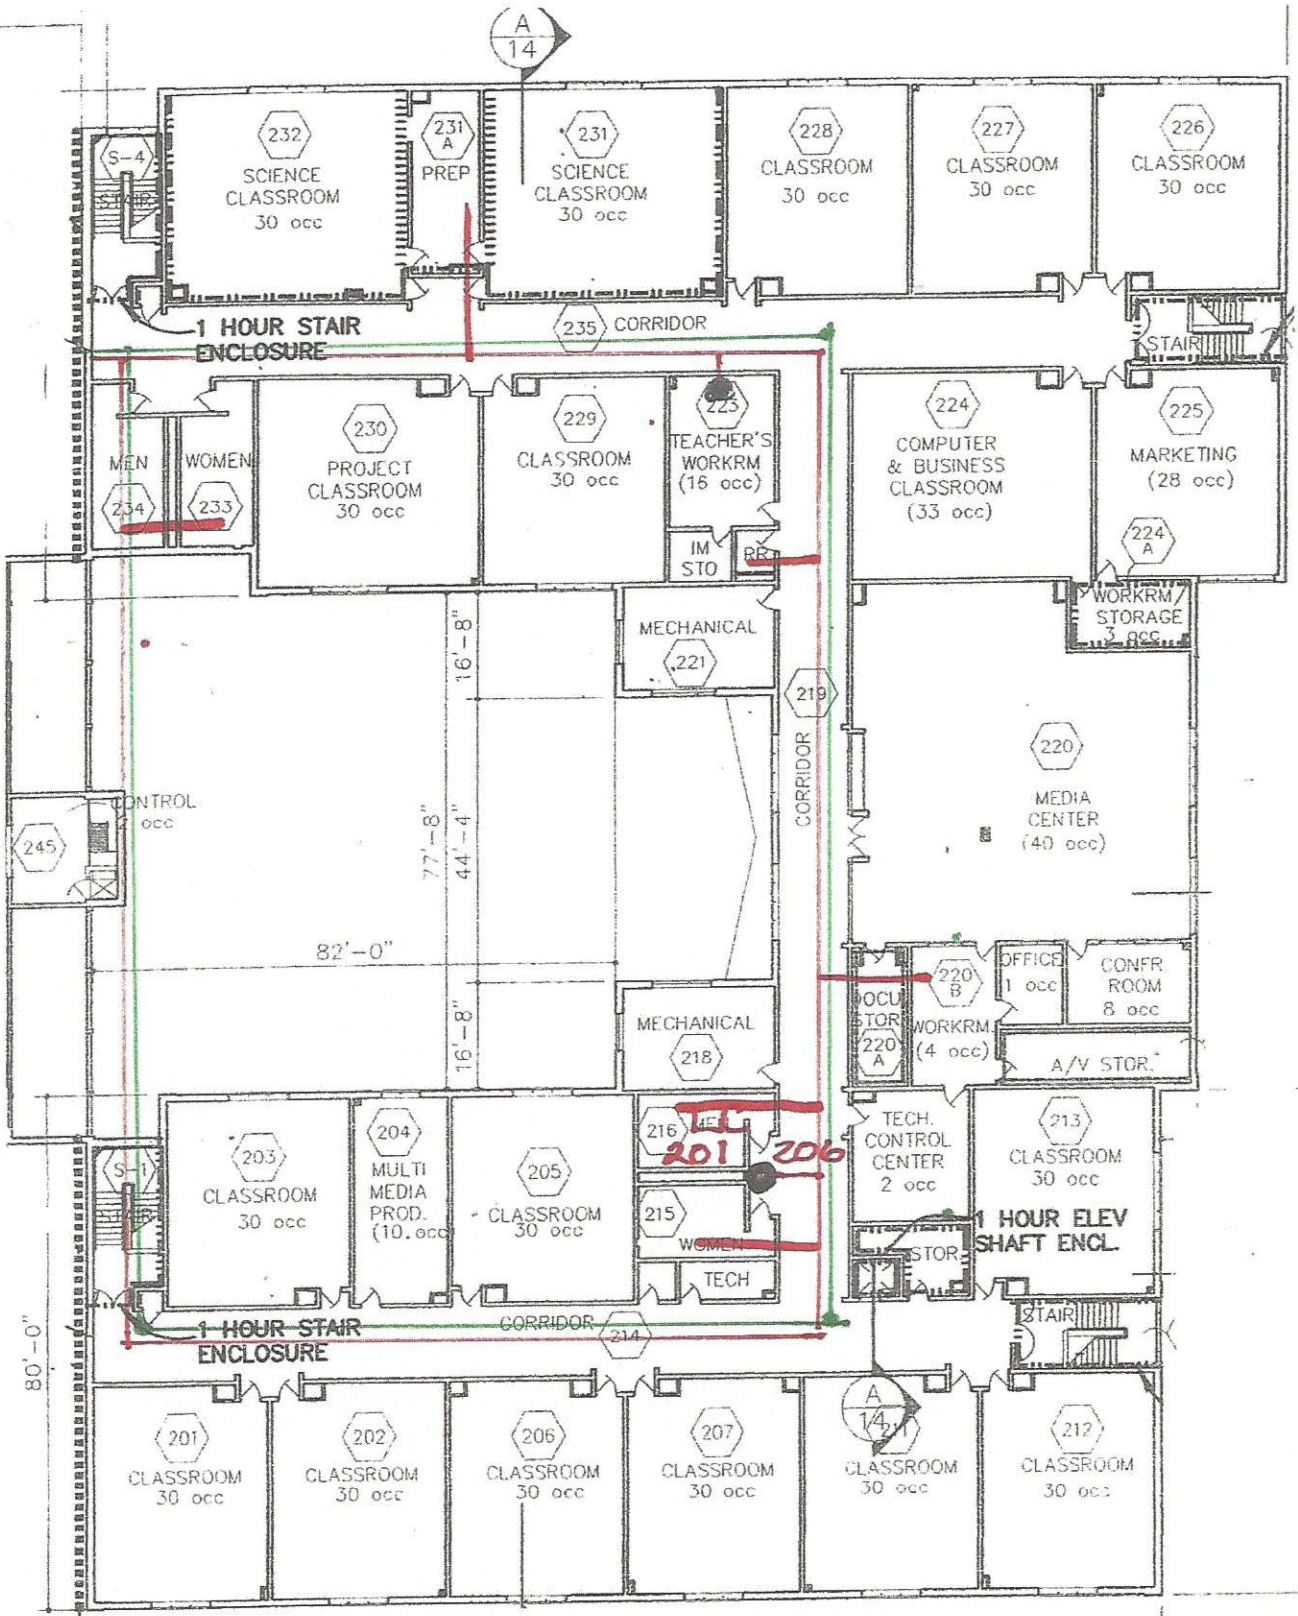 A
14
232
SCIENCE
CLASSROOM
30 occ
231
A
PREP
231
SCIENCE
CLASSROOM
30 occ
228
CLASSROOM
30 occ
227
CLASSROOM
30 occ
226
CLASSROOM
30 occ
S-4
STAIR
1 HOUR STAIR
ENCLOSURE
235
CORRIDOR
STAIR
MEN
234
WOMEN
233
230
PROJECT
CLASSROOM
30 occ
229
CLASSROOM
30 occ
223
TEACHER'S
WORKRM
(16 occ)
IM
STO
RR
224
COMPUTER
& BUSINESS
CLASSROOM
(33 occ)
225
MARKETING
(28 occ)
224
A
WORKRM/
STORAGE
3 occ
MECHANICAL
221
16'-8"
219
CORRIDOR
220
MEDIA
CENTER
(40 occ)
CONTROL
occ
245
77'-8"
44'-4"
82'-0"
16'-8"
MECHANICAL
218
DOCU
STOR
220
A
220
B
WORKRM.
(4 occ)
OFFICE
1 occ
CONFR
ROOM
8 occ
A/V STOR.
S-1
STAIR
203
CLASSROOM
30 occ
204
MULTI
MEDIA
PROD.
(10.occ)
205
CLASSROOM
30 occ
216
MEN
201
206
215
WOMEN
TECH
TECH.
CONTROL
CENTER
2 occ
213
CLASSROOM
30 occ
1 HOUR ELEV
SHAFT ENCL.
STOR.
STAIR
1 HOUR STAIR
ENCLOSURE
CORRIDOR
214
80'-0"
201
CLASSROOM
30 occ
202
CLASSROOM
30 occ
206
CLASSROOM
30 occ
207
CLASSROOM
30 occ
A
14
211
CLASSROOM
30 occ
212
CLASSROOM
30 occ